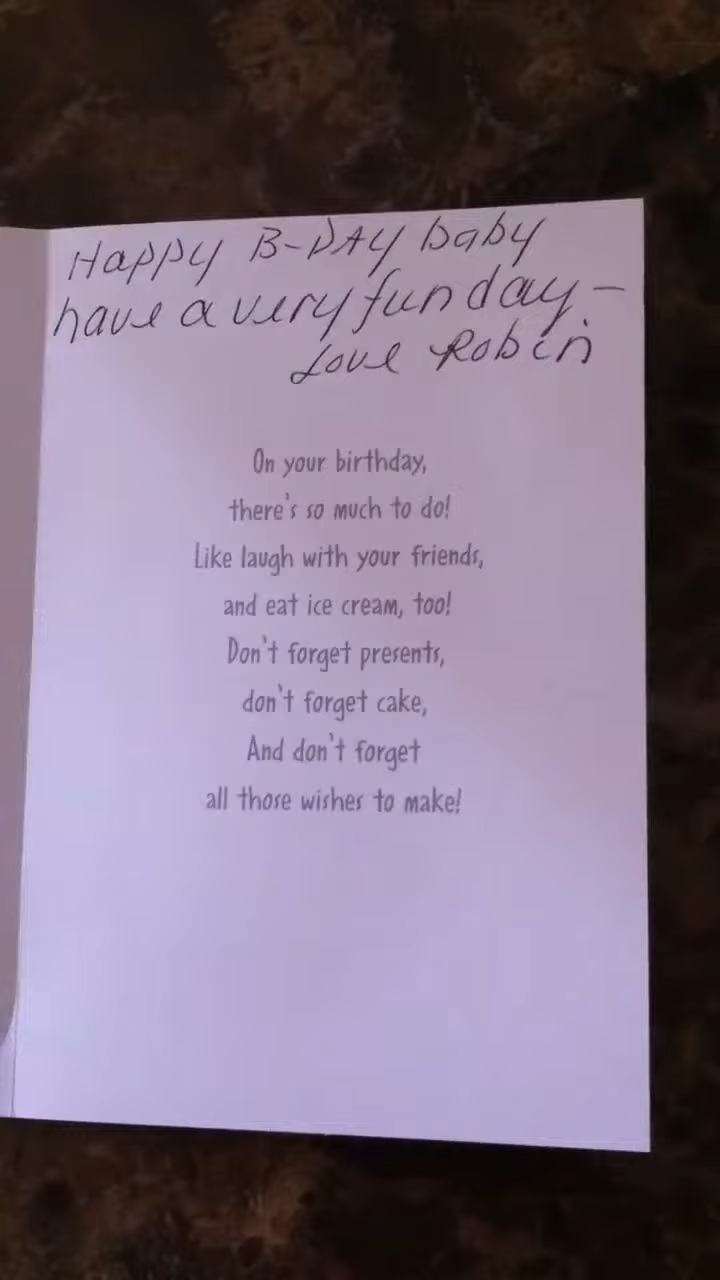 Happy B-DAY baby
have a very fun day –
Love Robin
On your birthday,
there's so much to do!
Like laugh with your friends,
and eat ice cream, too!
Don't forget presents,
don't forget cake,
And don't forget
all those wishes to make!